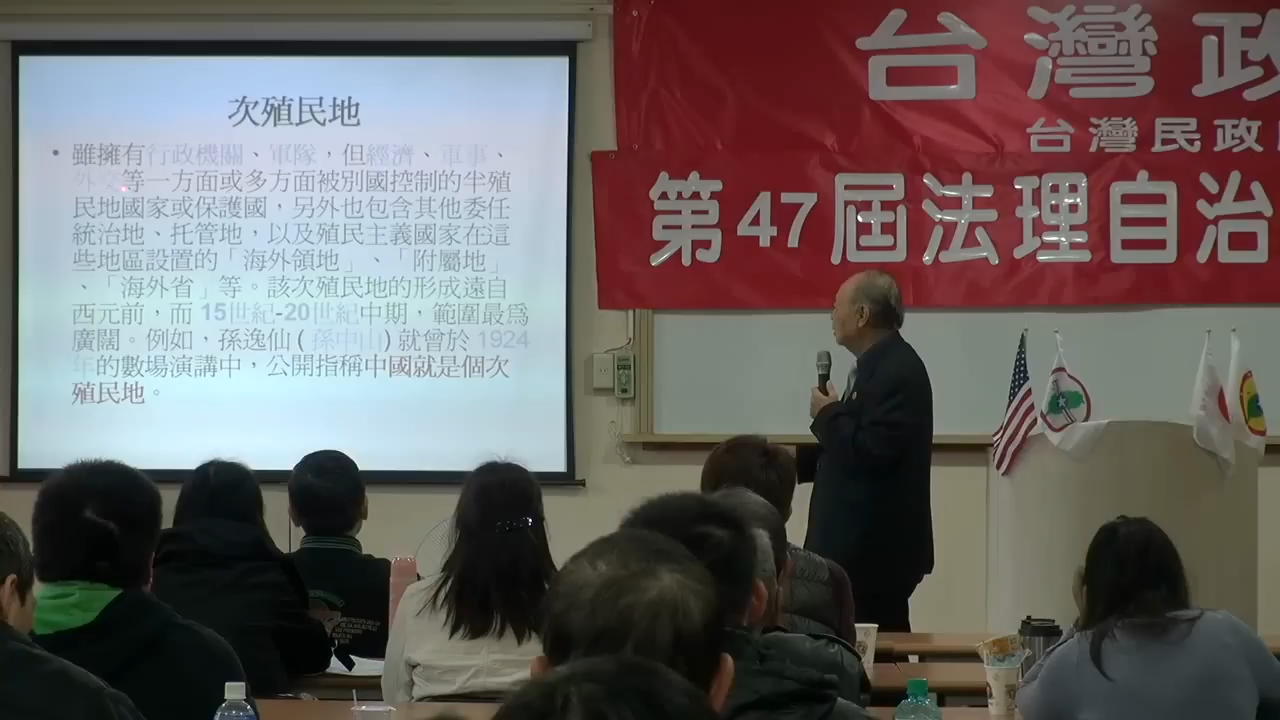 次殖民地
• 雖擁有行政機關、軍隊，但經濟、軍事、
外交等一方面或多方面被別國控制的半殖
民地國家或保護國，另外也包含其他委任
統治地、托管地，以及殖民主義國家在這
些地區設置的「海外領地」、「附屬地」
、「海外省」等。該次殖民地的形成遠自
西元前，而 15世紀-20世紀中期，範圍最為
廣闊。例如，孫逸仙 ( 孫中山) 就曾於 1924
年的數場演講中，公開指稱中國就是個次
殖民地。
台灣政
台灣民政
第47屆法理自治